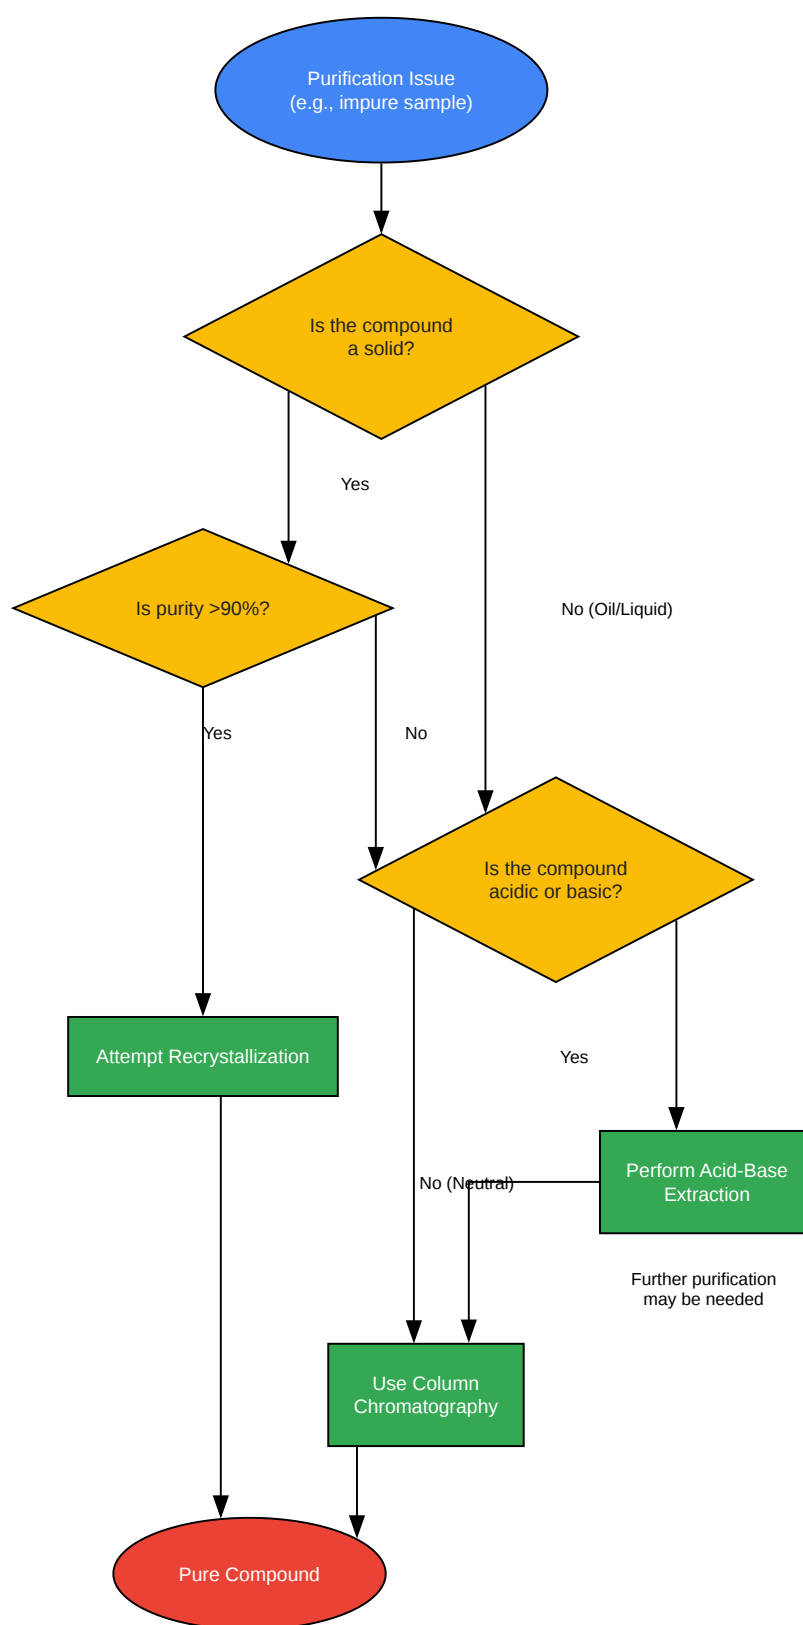 Purification Issue
(e.g., impure sample)
Is the compound
a solid?
Yes
Is purity >90%?
No (Oil/Liquid)
Yes
No
Is the compound
acidic or basic?
Attempt Recrystallization
Yes
Perform Acid-Base
Extraction
No (Neutral)
Further purification
may be needed
Use Column
Chromatography
Pure Compound